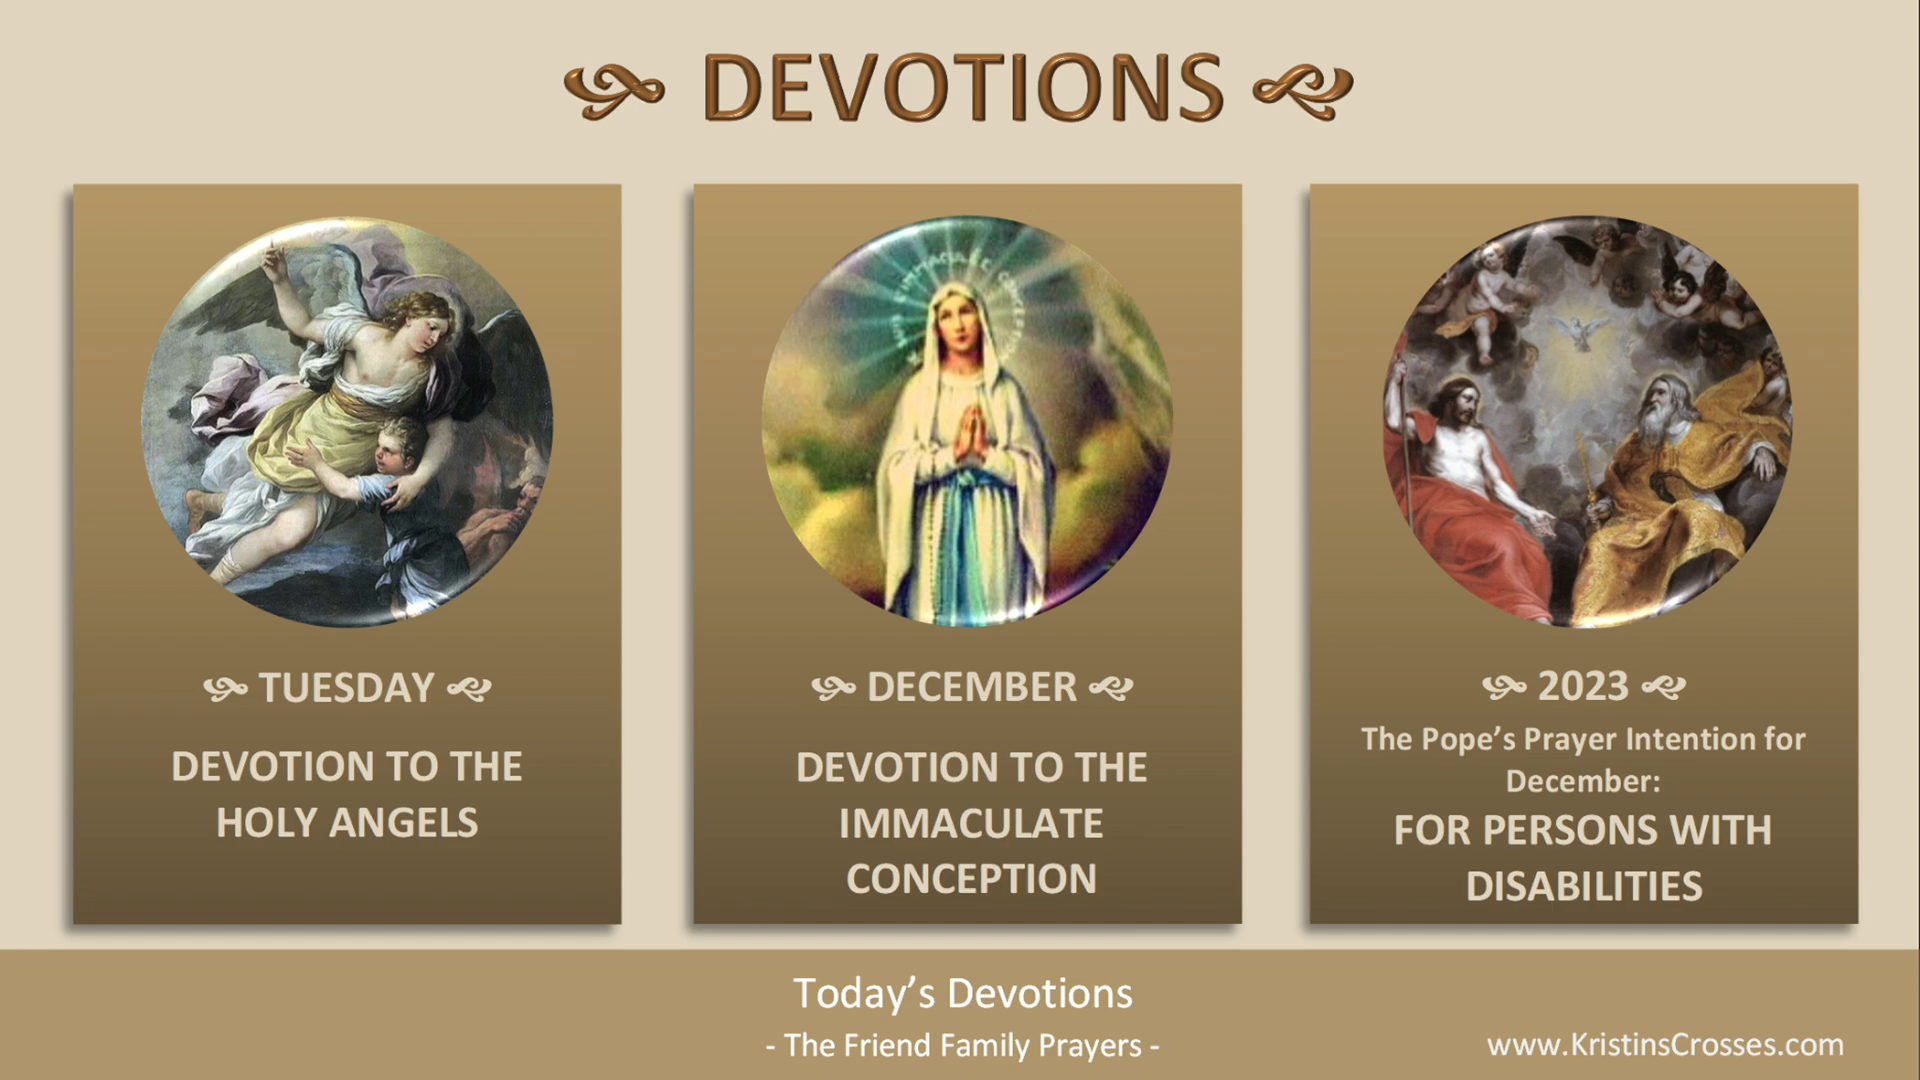 DEVOTIONS
TUESDAY
DEVOTION TO THE
HOLY ANGELS
DECEMBER
DEVOTION TO THE
IMMACULATE
CONCEPTION
2023
The Pope’s Prayer Intention for
December:
FOR PERSONS WITH
DISABILITIES
Today’s Devotions
- The Friend Family Prayers -
www.KristinsCrosses.com